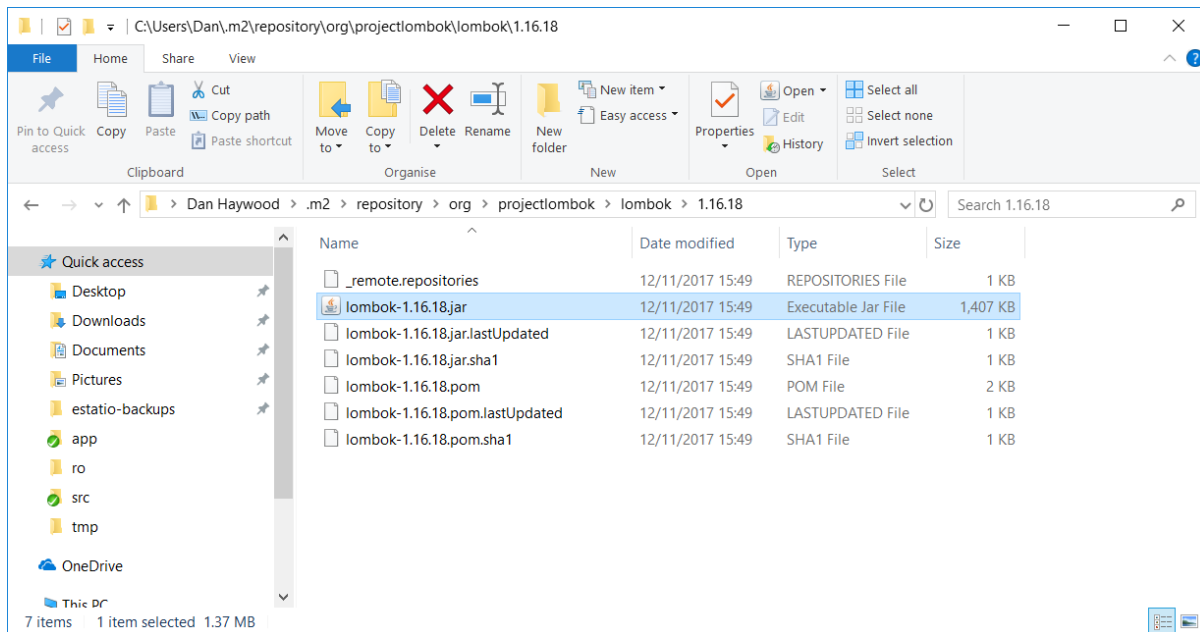 C:\Users\Dan\.m2\repository\org\projectlombok\lombok\1.16.18
File Home Share View
Pin to Quick access
Copy
Paste
Cut
Copy path
Paste shortcut
Clipboard
Move to
Copy to
Delete
Rename
Organise
New folder
New item
Easy access
New
Properties
Open
Edit
History
Open
Select all
Select none
Invert selection
Select
Dan Haywood > .m2 > repository > org > projectlombok > lombok > 1.16.18
Search 1.16.18
Quick access
Desktop
Downloads
Documents
Pictures
estatio-backups
app
ro
src
tmp
OneDrive
This PC
Name Date modified Type Size
_remote.repositories 12/11/2017 15:49 REPOSITORIES File 1 KB
lombok-1.16.18.jar 12/11/2017 15:49 Executable Jar File 1,407 KB
lombok-1.16.18.jar.lastUpdated 12/11/2017 15:49 LASTUPDATED File 1 KB
lombok-1.16.18.jar.sha1 12/11/2017 15:49 SHA1 File 1 KB
lombok-1.16.18.pom 12/11/2017 15:49 POM File 2 KB
lombok-1.16.18.pom.lastUpdated 12/11/2017 15:49 LASTUPDATED File 1 KB
lombok-1.16.18.pom.sha1 12/11/2017 15:49 SHA1 File 1 KB
7 items 1 item selected 1.37 MB